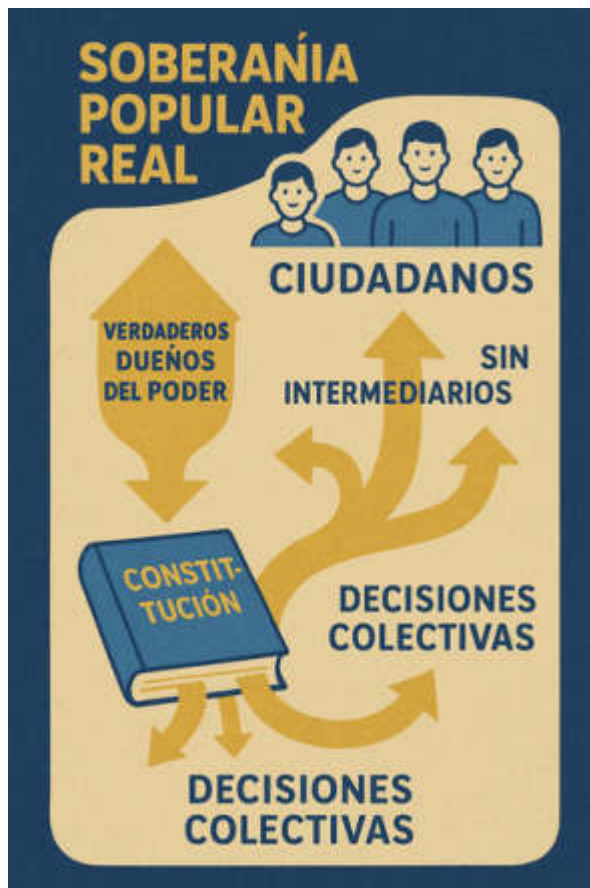 SOBERANÍA
POPULAR
REAL
CIUDADANOS
VERDADEROS
DUEÑOS
DEL PODER
SIN
INTERMEDIARIOS
CONSTIT-
TUCIÓN
DECISIONES
COLECTIVAS
DECISIONES
COLECTIVAS